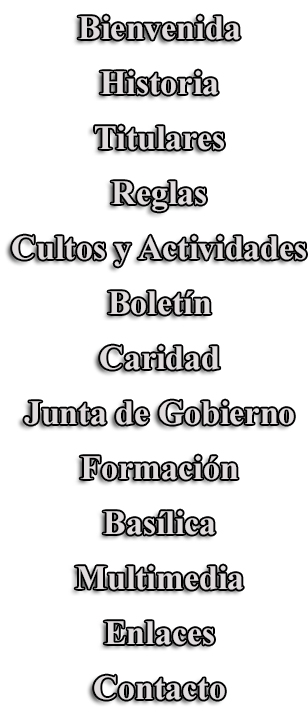 Bienvenida
Historia
Titulares
Reglas
Cultos y Actividades
Boletín
Caridad
Junta de Gobierno
Formación
Basílica
Multimedia
Enlaces
Contacto